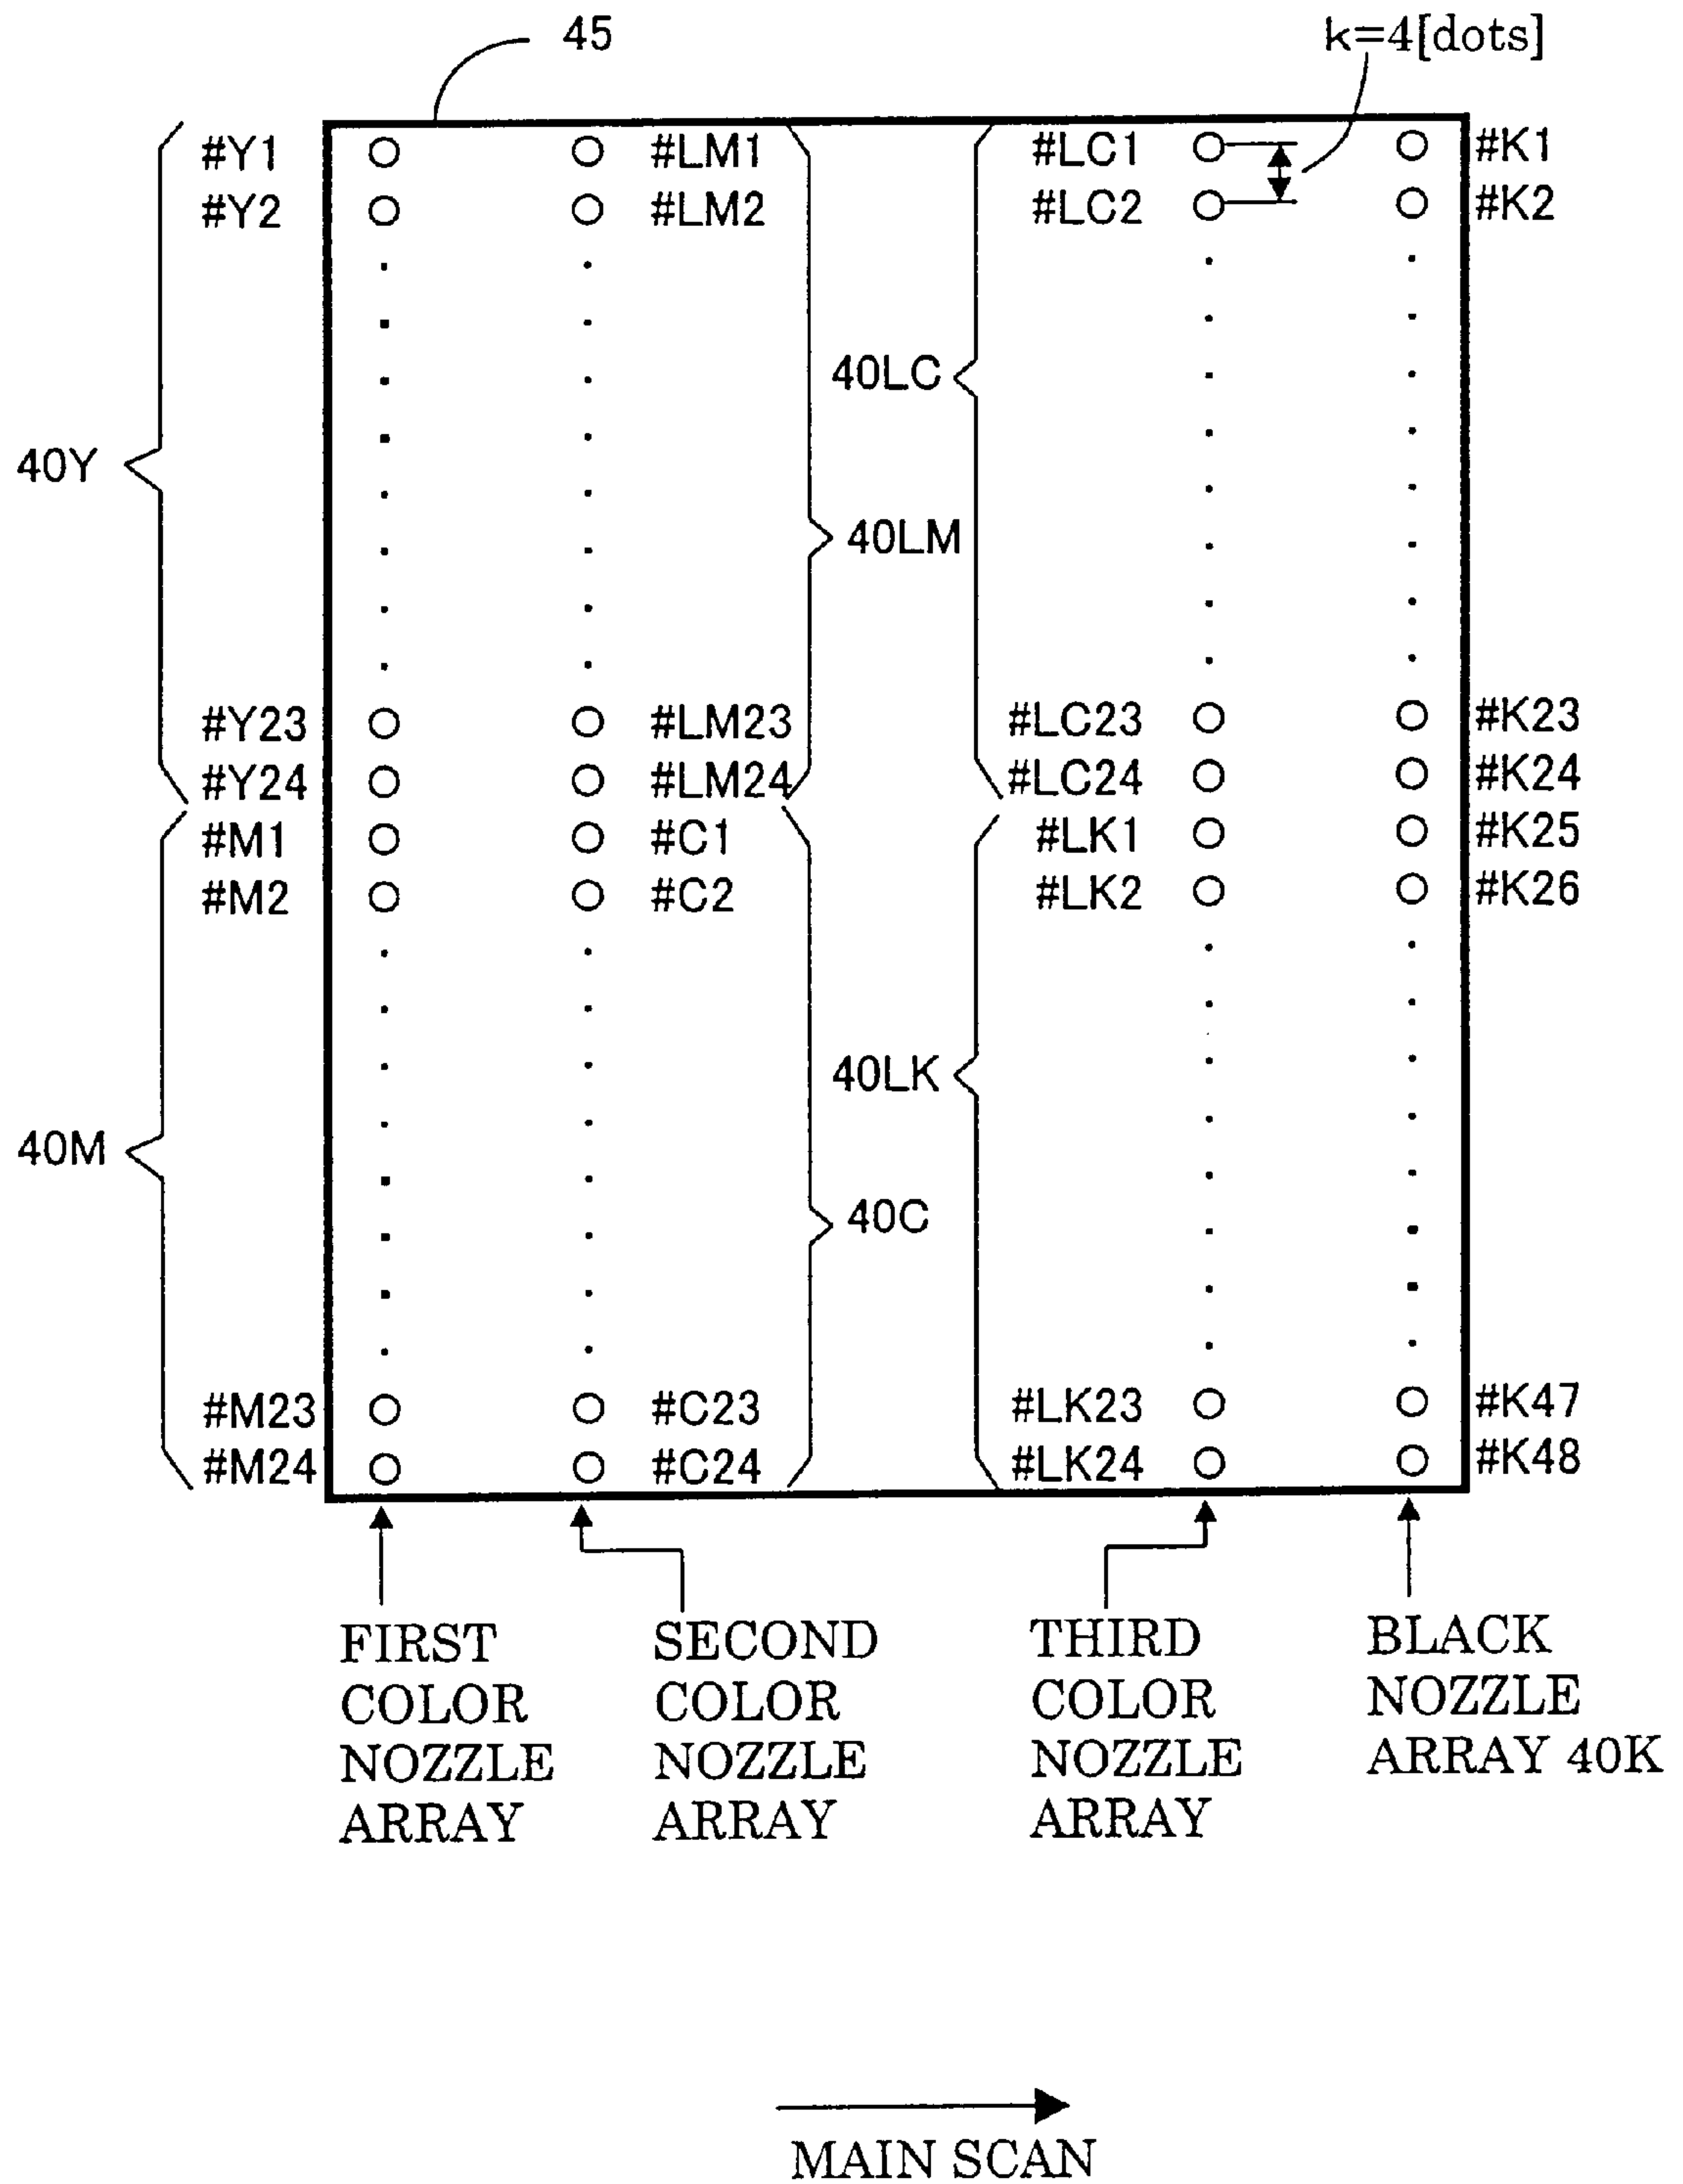 45
k=4[dots]
#Y1 #LM1 #LC1 #K1
#Y2 #LM2 #LC2 #K2
40LC
40Y
40LM
#Y23 #LM23 #LC23 #K23
#Y24 #LM24 #LC24 #K24
#M1 #C1 #LK1 #K25
#M2 #C2 #LK2 #K26
40LK
40M
40C
#M23 #C23 #LK23 #K47
#M24 #C24 #LK24 #K48
FIRST
COLOR
NOZZLE
ARRAY
SECOND
COLOR
NOZZLE
ARRAY
THIRD
COLOR
NOZZLE
ARRAY
BLACK
NOZZLE
ARRAY 40K
MAIN SCAN